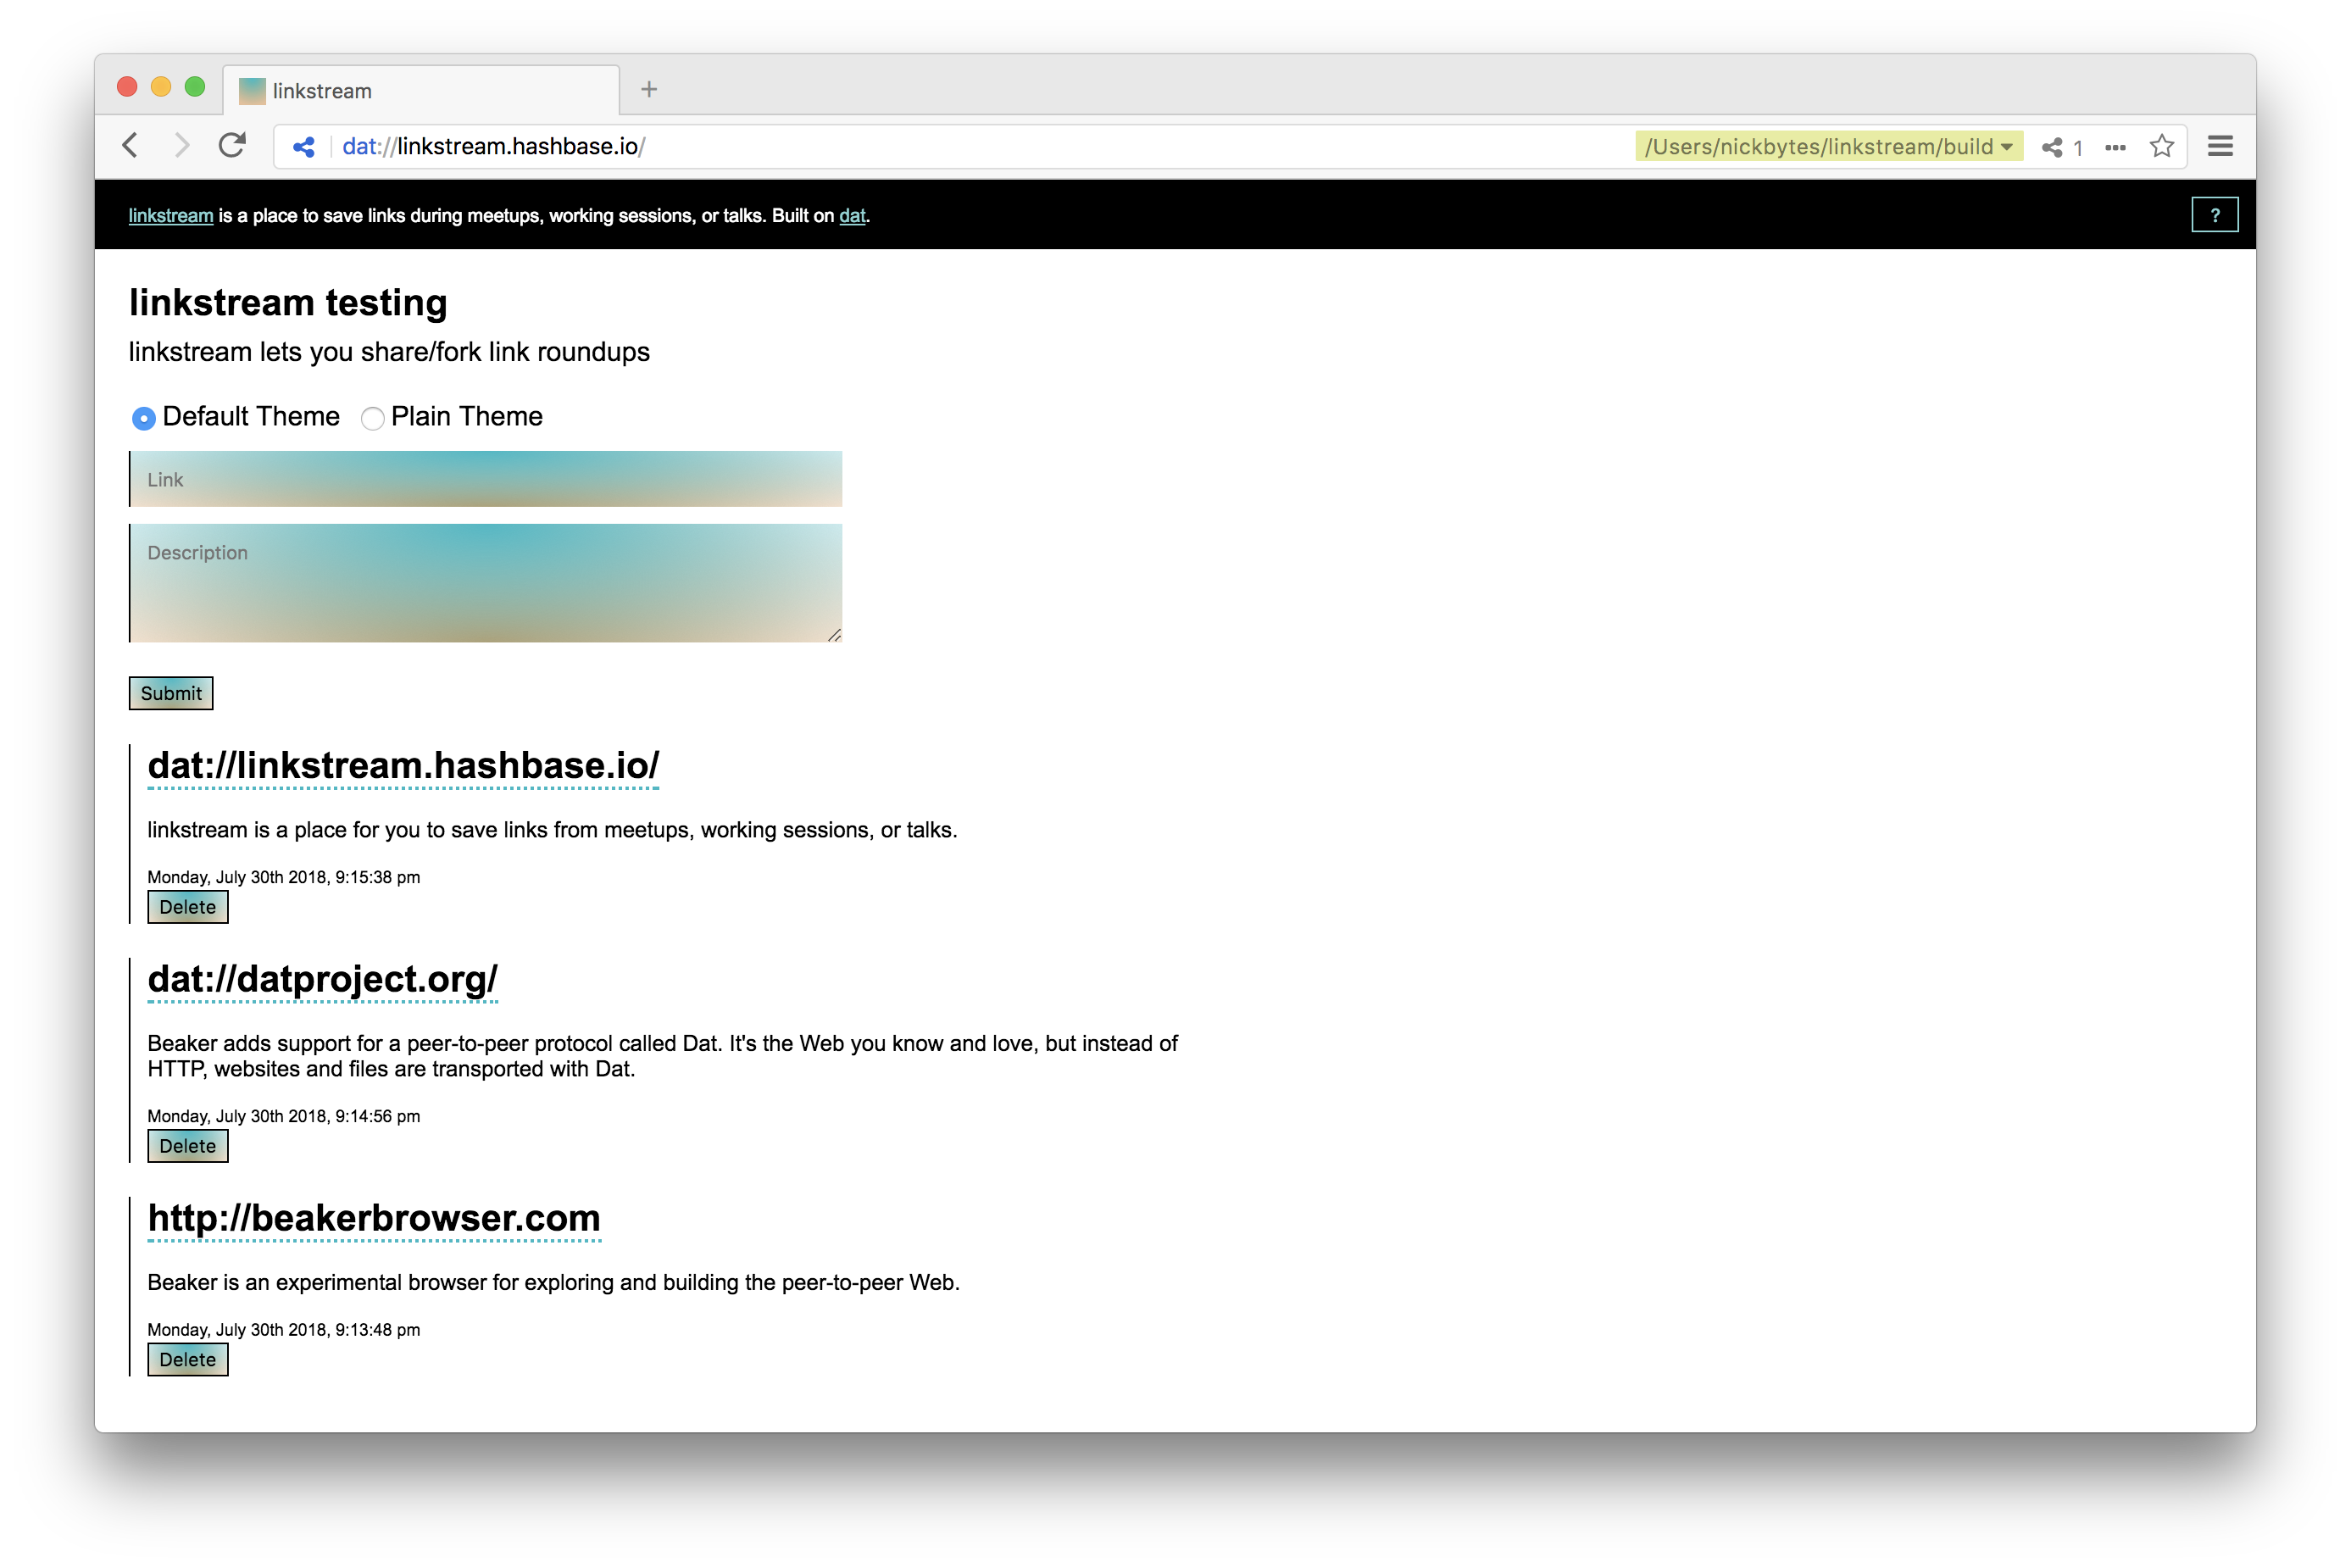 linkstream
dat://linkstream.hashbase.io/
/Users/nickbytes/linkstream/build
1
linkstream is a place to save links during meetups, working sessions, or talks. Built on dat.
?
linkstream testing
linkstream lets you share/fork link roundups
Default Theme Plain Theme
Link
Description
Submit
dat://linkstream.hashbase.io/
linkstream is a place for you to save links from meetups, working sessions, or talks.
Monday, July 30th 2018, 9:15:38 pm
Delete
dat://datproject.org/
Beaker adds support for a peer-to-peer protocol called Dat. It's the Web you know and love, but instead of
HTTP, websites and files are transported with Dat.
Monday, July 30th 2018, 9:14:56 pm
Delete
http://beakerbrowser.com
Beaker is an experimental browser for exploring and building the peer-to-peer Web.
Monday, July 30th 2018, 9:13:48 pm
Delete